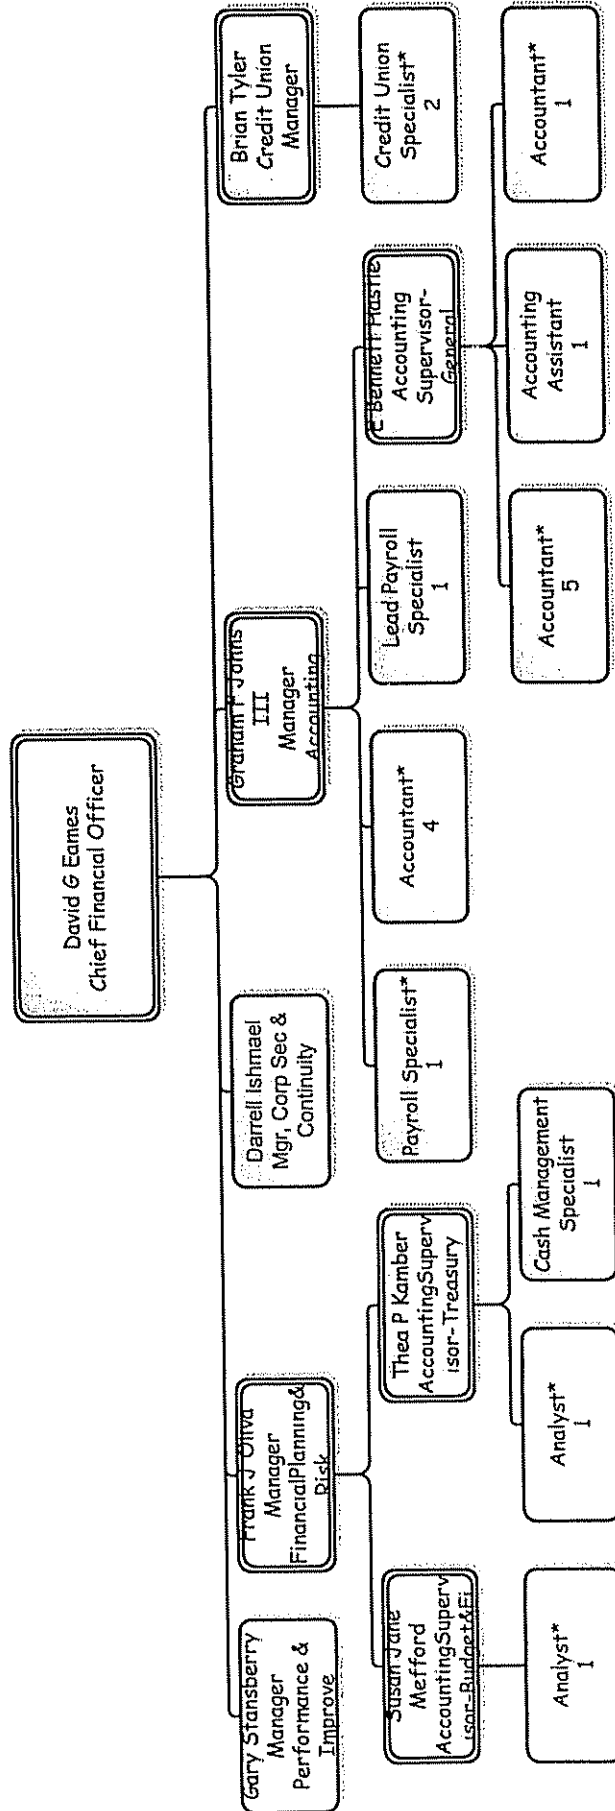 David G Eames
Chief Financial Officer
Gary Stansberry
Manager
Performance &
Improve
Frank J Oliva
Manager
FinancialPlanning&
Risk
Darrell Ishmael
Mgr, Corp Sec &
Continuity
Graham F Johns
III
Manager
Accounting
Brian Tyler
Credit Union
Manager
Susan Jane
Mefford
AccountingSuperv
isor-Budget&Fi
Thea P Kamber
AccountingSuperv
isor-Treasury
Payroll Specialist*
1
Accountant*
4
Lead Payroll
Specialist
1
Bennett
Accounting
Supervisor-
General
Credit Union
Specialist*
2
Analyst*
1
Analyst*
1
Cash Management
Specialist
1
Accountant*
5
Accounting
Assistant
1
Accountant*
1